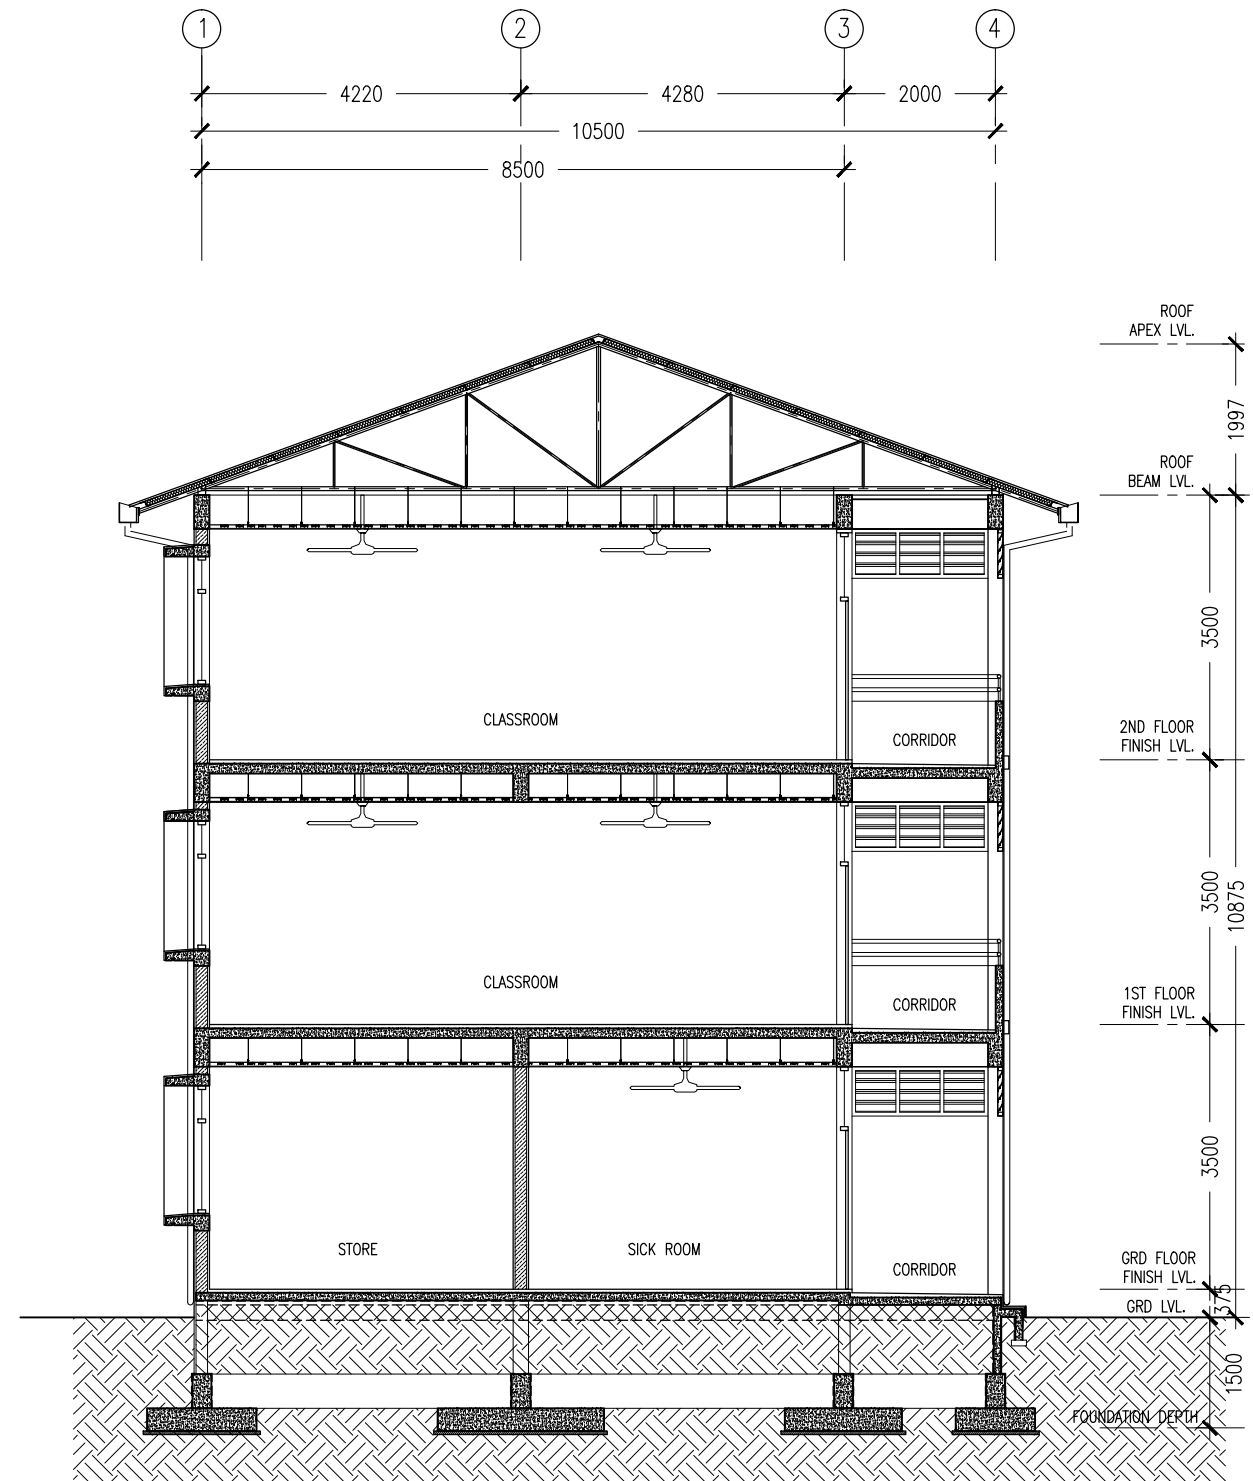 1 2 3 4
4220 4280 2000
10500
8500
ROOF
APEX LVL.
1997
ROOF
BEAM LVL.
3500
CLASSROOM
2ND FLOOR
FINISH LVL.
CORRIDOR
3500
10875
CLASSROOM
1ST FLOOR
FINISH LVL.
CORRIDOR
3500
STORE
SICK ROOM
GRD FLOOR
FINISH LVL.
CORRIDOR
375
GRD LVL.
1500
FOUNDATION DEPTH